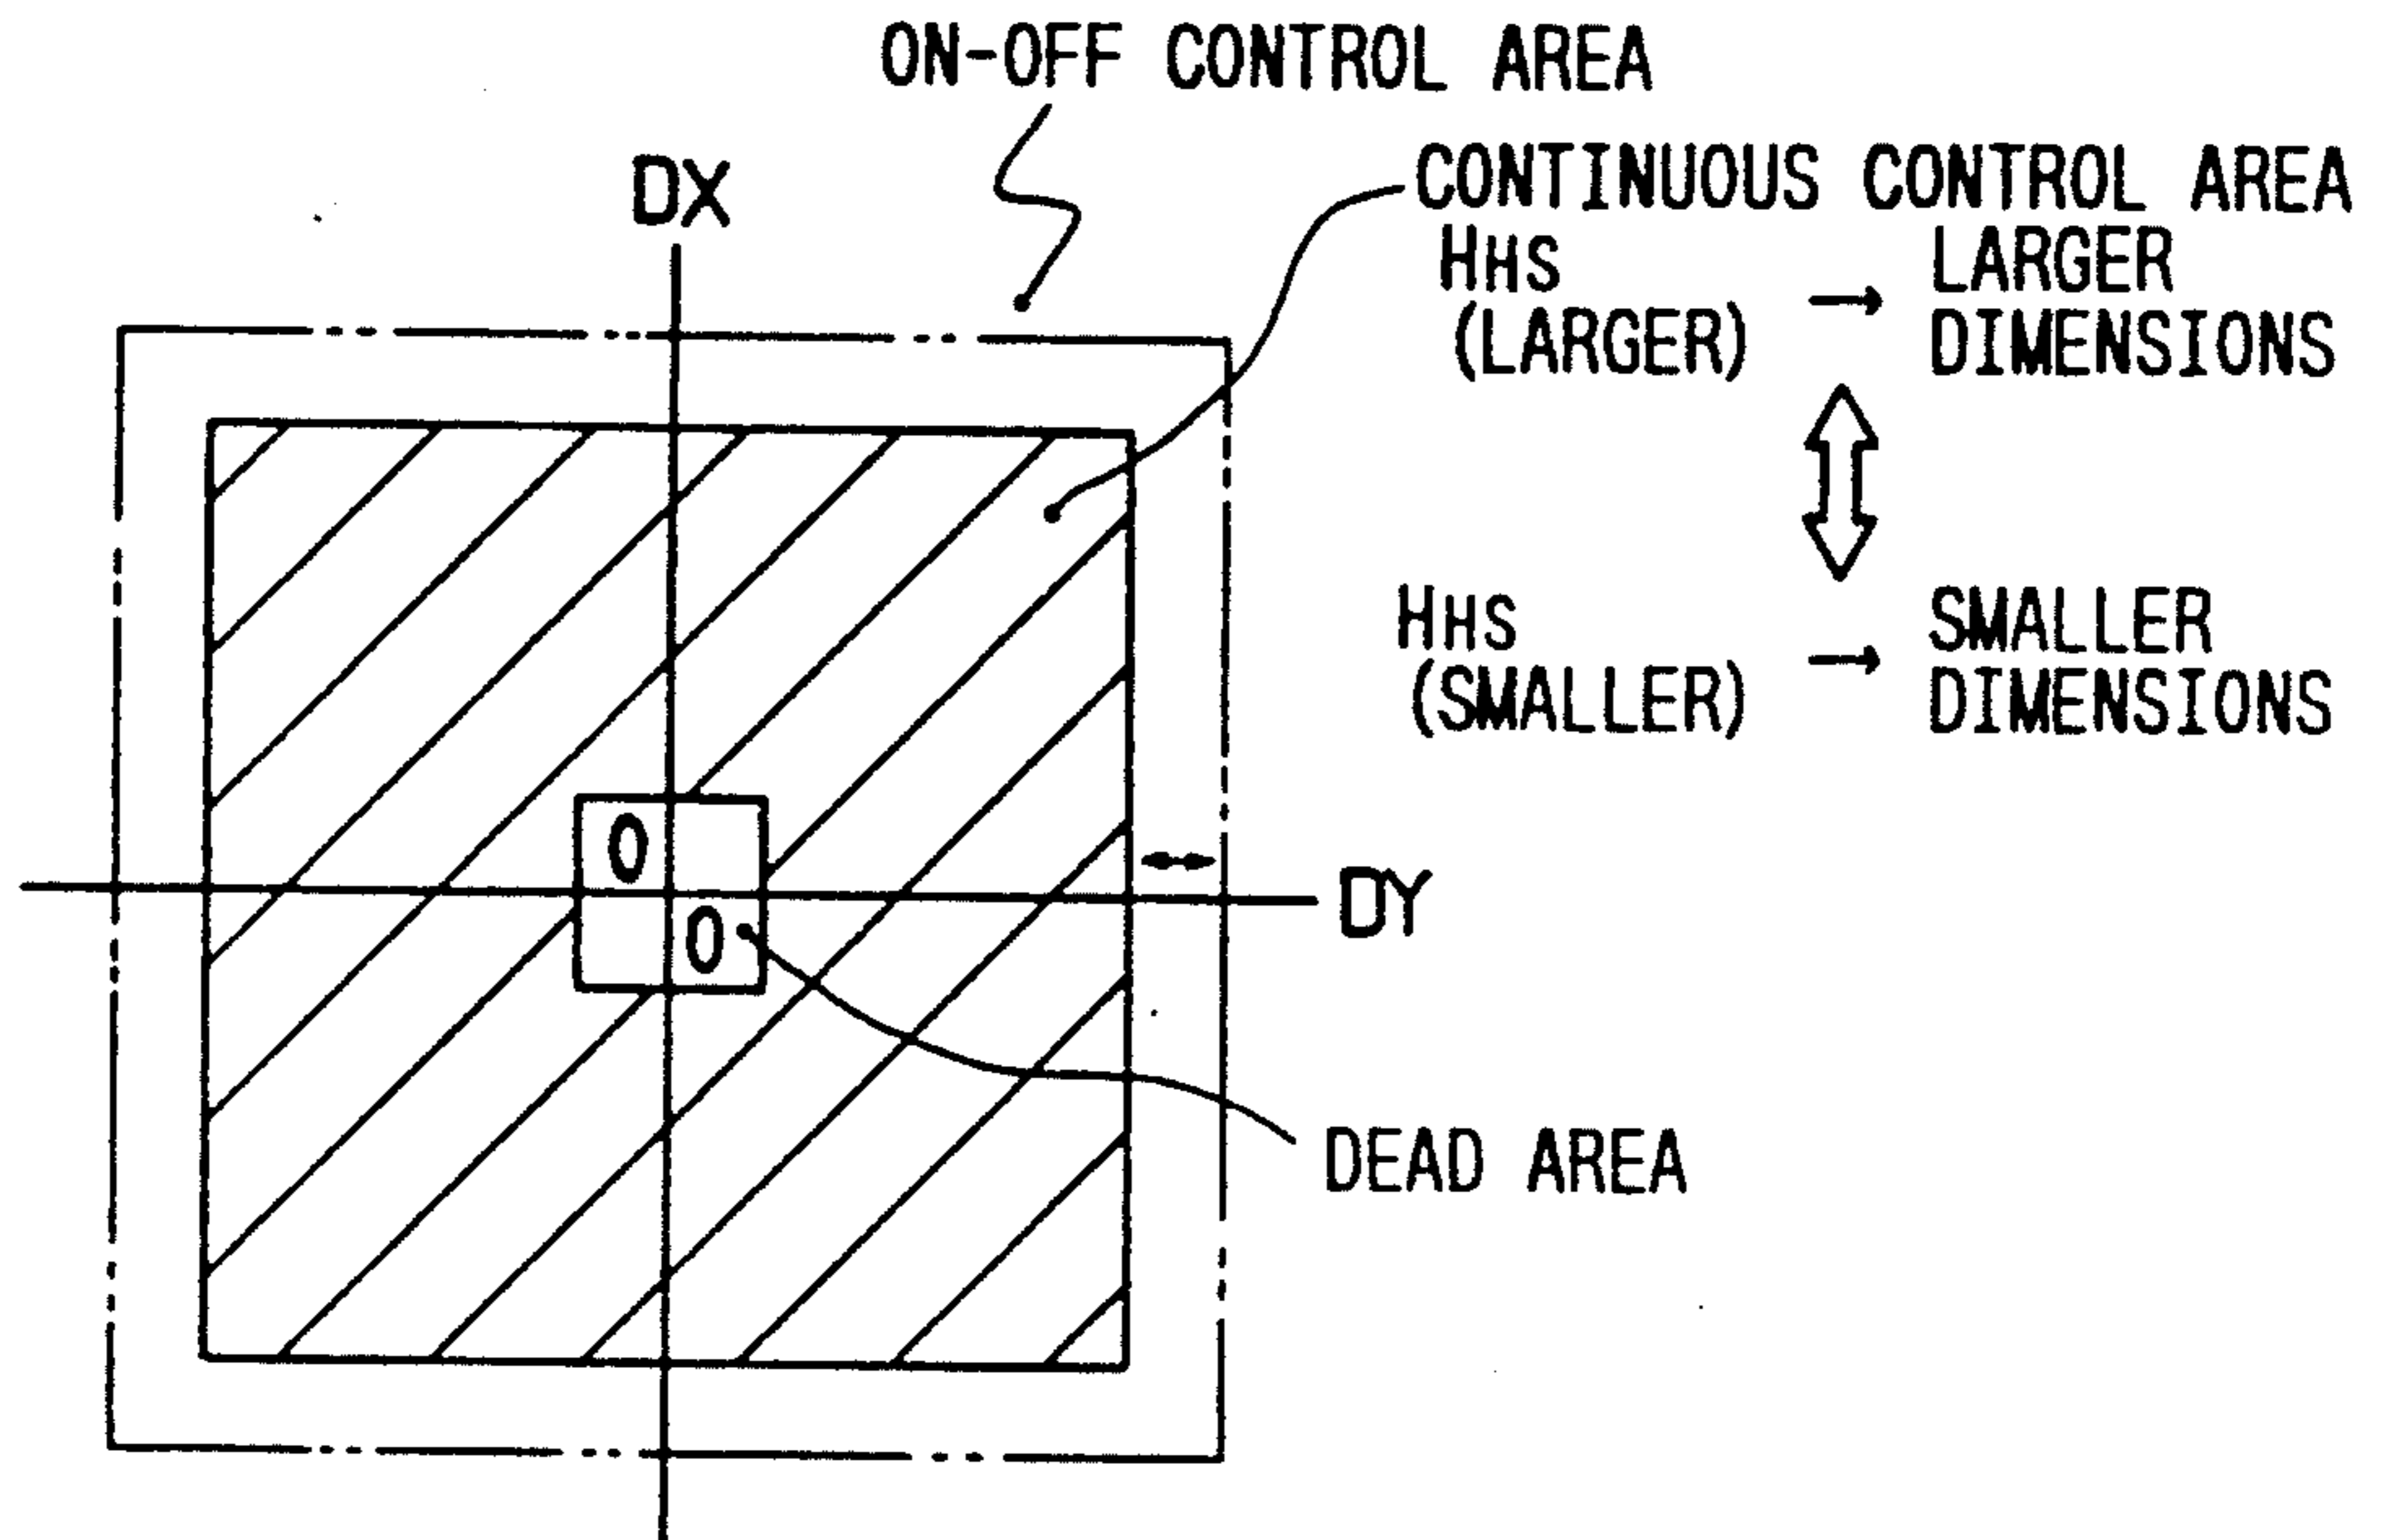 ON-OFF CONTROL AREA
DX
CONTINUOUS CONTROL AREA
HHS → LARGER
(LARGER) DIMENSIONS
HHS → SMALLER
(SMALLER) DIMENSIONS
0
0
DY
DEAD AREA